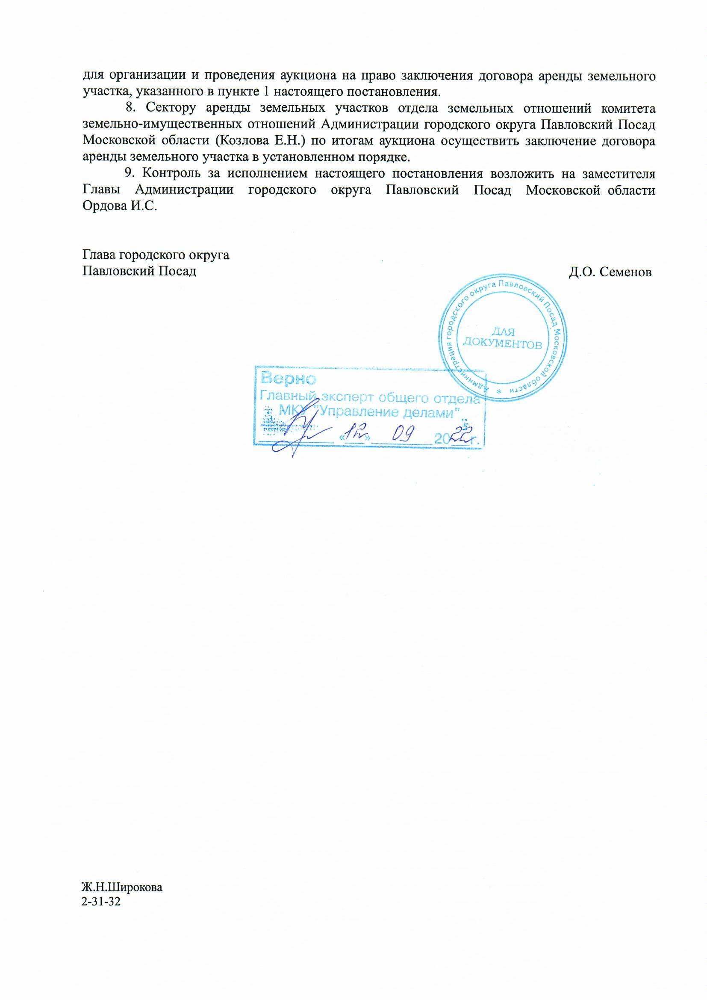 для организации и проведения аукциона на право заключения договора аренды земельного
участка, указанного в пункте 1 настоящего постановления.
8. Сектору аренды земельных участков отдела земельных отношений комитета
земельно-имущественных отношений Администрации городского округа Павловский Посад
Московской области (Козлова Е.Н.) по итогам аукциона осуществить заключение договора
аренды земельного участка в установленном порядке.
9. Контроль за исполнением настоящего постановления возложить на заместителя
Главы Администрации городского округа Павловский Посад Московской области
Ордова И.С.
Глава городского округа
Павловский Посад
Д.О. Семенов
Администрация городского округа Павловский Посад Московской области *
ДЛЯ
ДОКУМЕНТОВ
Верно
Главный эксперт общего отдела
МКУ "Управление делами"
«12» 09 2022г.
Ж.Н.Широкова
2-31-32